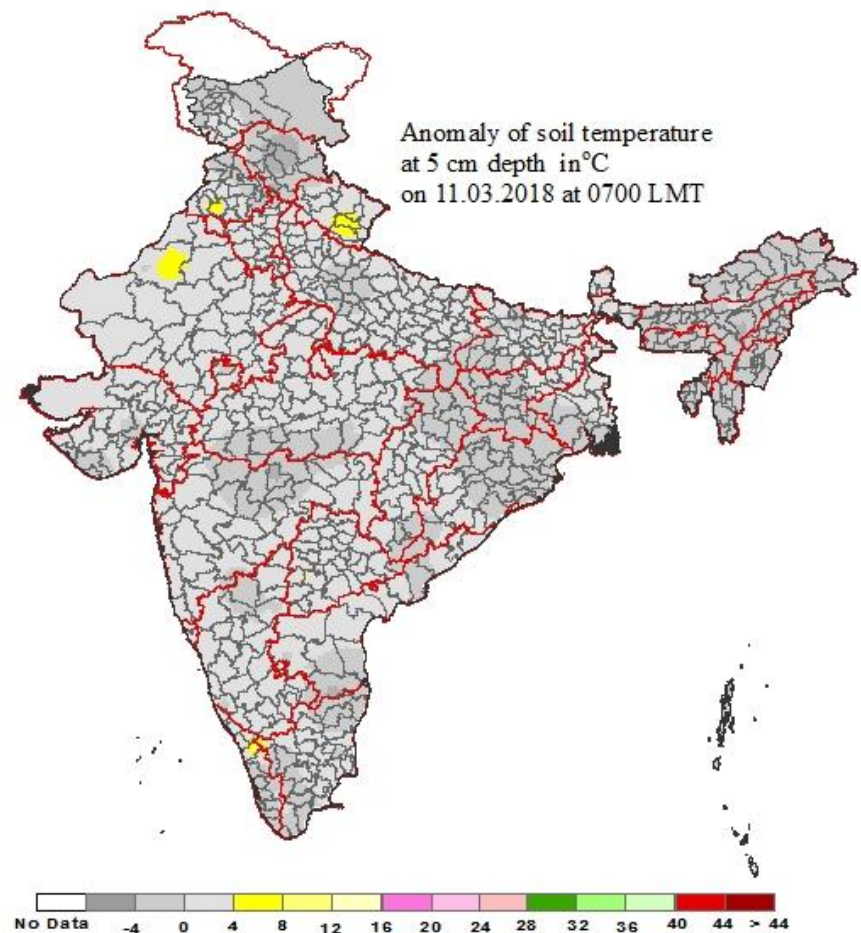 Anomaly of soil temperature
at 5 cm depth in°C
on 11.03.2018 at 0700 LMT
No Data -4 0 4 8 12 16 20 24 28 32 36 40 44 > 44